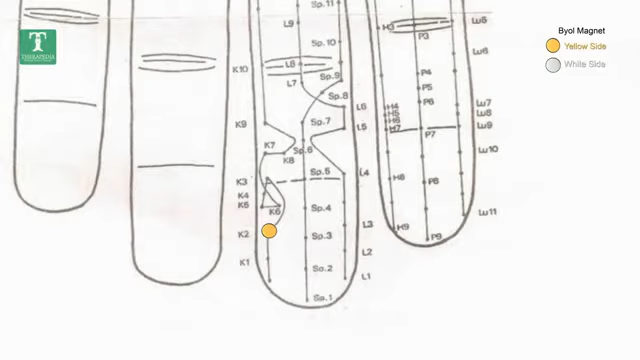 Sp.11
L9
Sp.10
K10
L8
Sp.9
L7
Sp.8
L6
K9
Sp.7
L5
K7
Sp.6
K8
Sp.5
L4
K3
K4
K5
K6
Sp.4
L3
K2
Sp.3
L2
K1
Sp.2
L1
Sp.1
H3
P3
Lu5
Lu6
P4
P5
H4
P6
Lu7
H5
Lu8
H6
H7
P7
Lu9
Lu10
H8
P8
Lu11
H9
P9
T
THERAPEDIA
Byol Magnet
Yellow Side
White Side